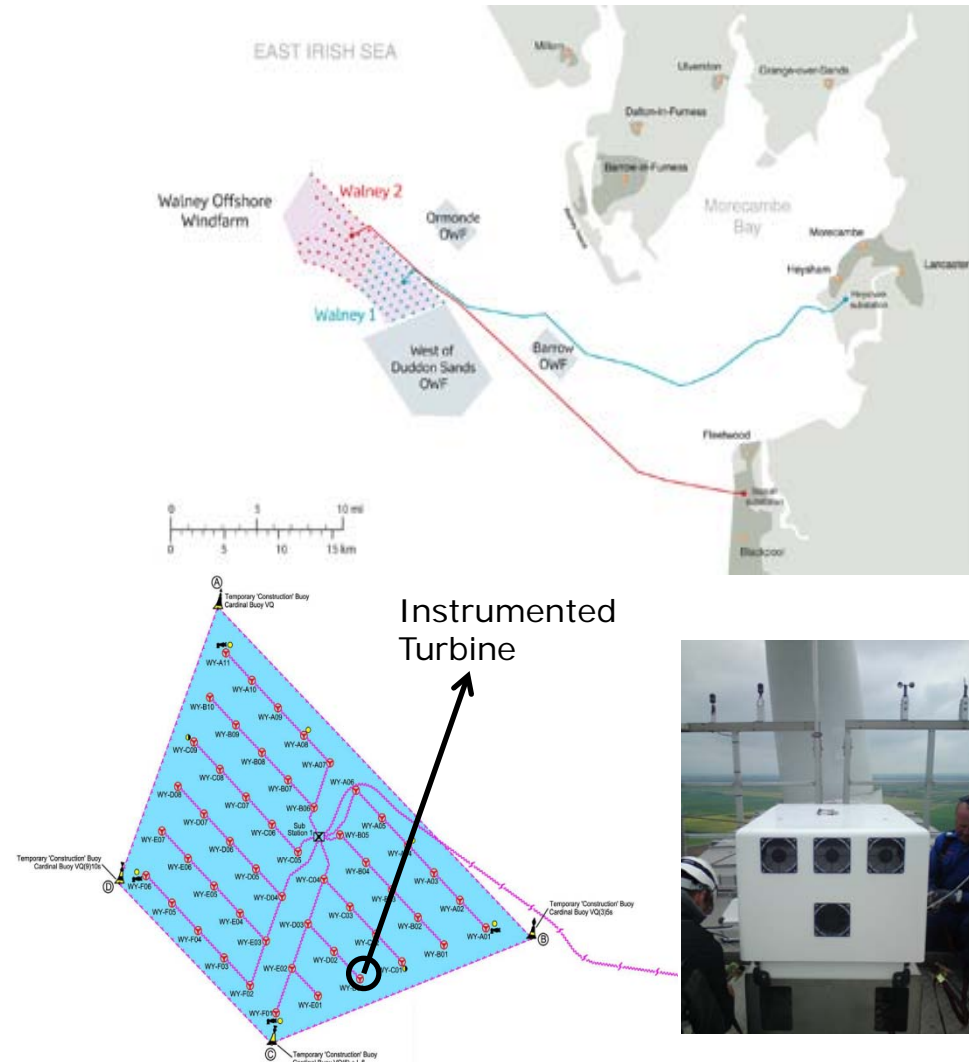 EAST IRISH SEA
Millom
Ulverston
Grange-over-Sands
Dalton-in-Furness
Barrow-in-Furness
Walney 2
Walney Offshore
Windfarm
Ormonde
OWF
Morecambe
Bay
Morecambe
Lancaster
Heysham
Heysham
substation
Walney 1
West of
Duddon Sands
OWF
Barrow
OWF
Fleetwood
substation
Blackpool
0 5 10 mi
0 5 10 15 km
A
Temporary 'Construction' Buoy
Cardinal Buoy VQ
Instrumented
Turbine
WY-A11
WY-A10
WY-B10
WY-A09
WY-B09
WY-A08
WY-C09
WY-B08
WY-A07
WY-C08
WY-B07
WY-A06
WY-D08
WY-C07
WY-B06
WY-A05
WY-D07
WY-C06
Sub
Station 1
WY-B05
WY-E07
WY-D06
WY-C05
WY-B04
WY-A03
Temporary 'Construction' Buoy
Cardinal Buoy VQ(9)10s
D
WY-F06
WY-E06
WY-D05
WY-C04
WY-A02
WY-F05
WY-E05
WY-D04
WY-C03
WY-B02
WY-A01
Temporary 'Construction' Buoy
Cardinal Buoy VQ(3)5s
B
WY-F04
WY-E04
WY-D03
WY-B01
WY-F03
WY-E03
WY-D02
WY-C01
WY-F02
WY-E02
WY-E01
WY-F01
C
Temporary 'Construction' Buoy